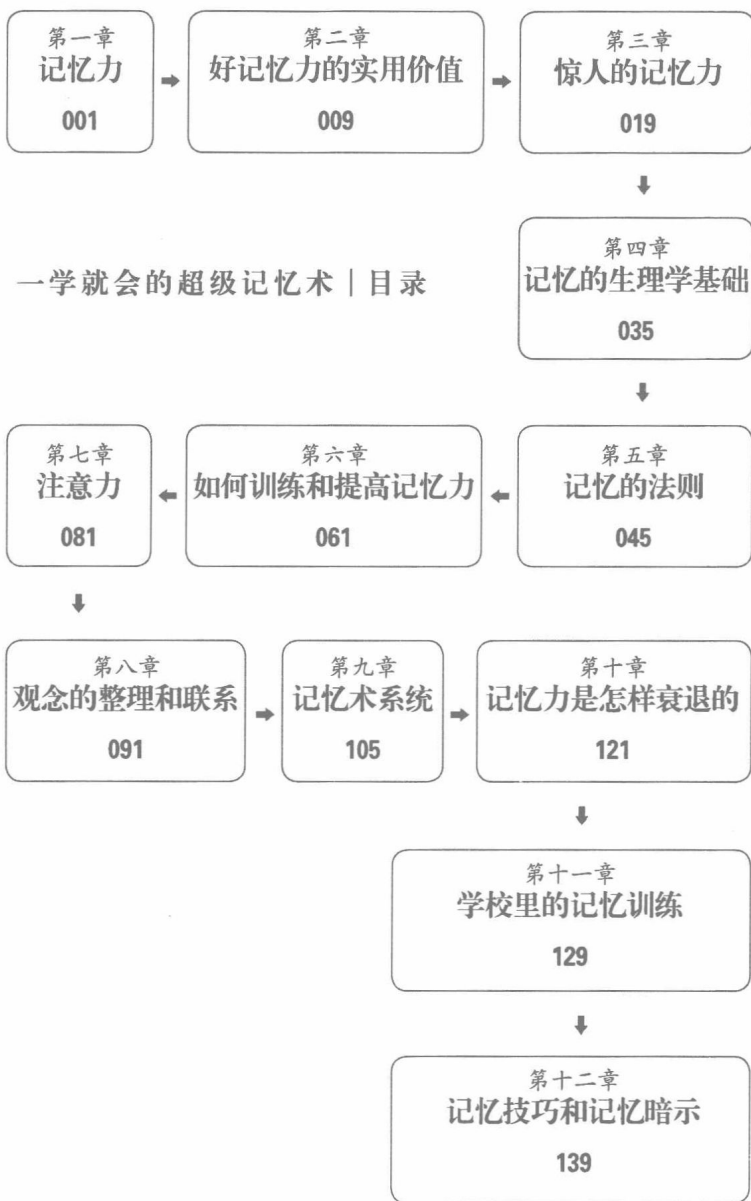 第一章
记忆力
001
第二章
好记忆力的实用价值
009
第三章
惊人的记忆力
019
一学就会的超级记忆术｜目录
第四章
记忆的生理学基础
035
第五章
记忆的法则
045
第六章
如何训练和提高记忆力
061
第七章
注意力
081
第八章
观念的整理和联系
091
第九章
记忆术系统
105
第十章
记忆力是怎样衰退的
121
第十一章
学校里的记忆训练
129
第十二章
记忆技巧和记忆暗示
139